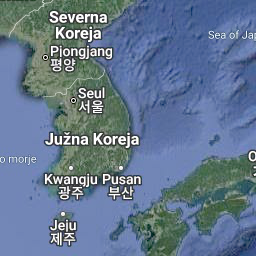 Severna
Koreja
Pjongjang
평양
Sea of Jap
Seul
서울
Južna Koreja
o morje
Kwangju Pusan
광주 부산
O
Jeju
제주